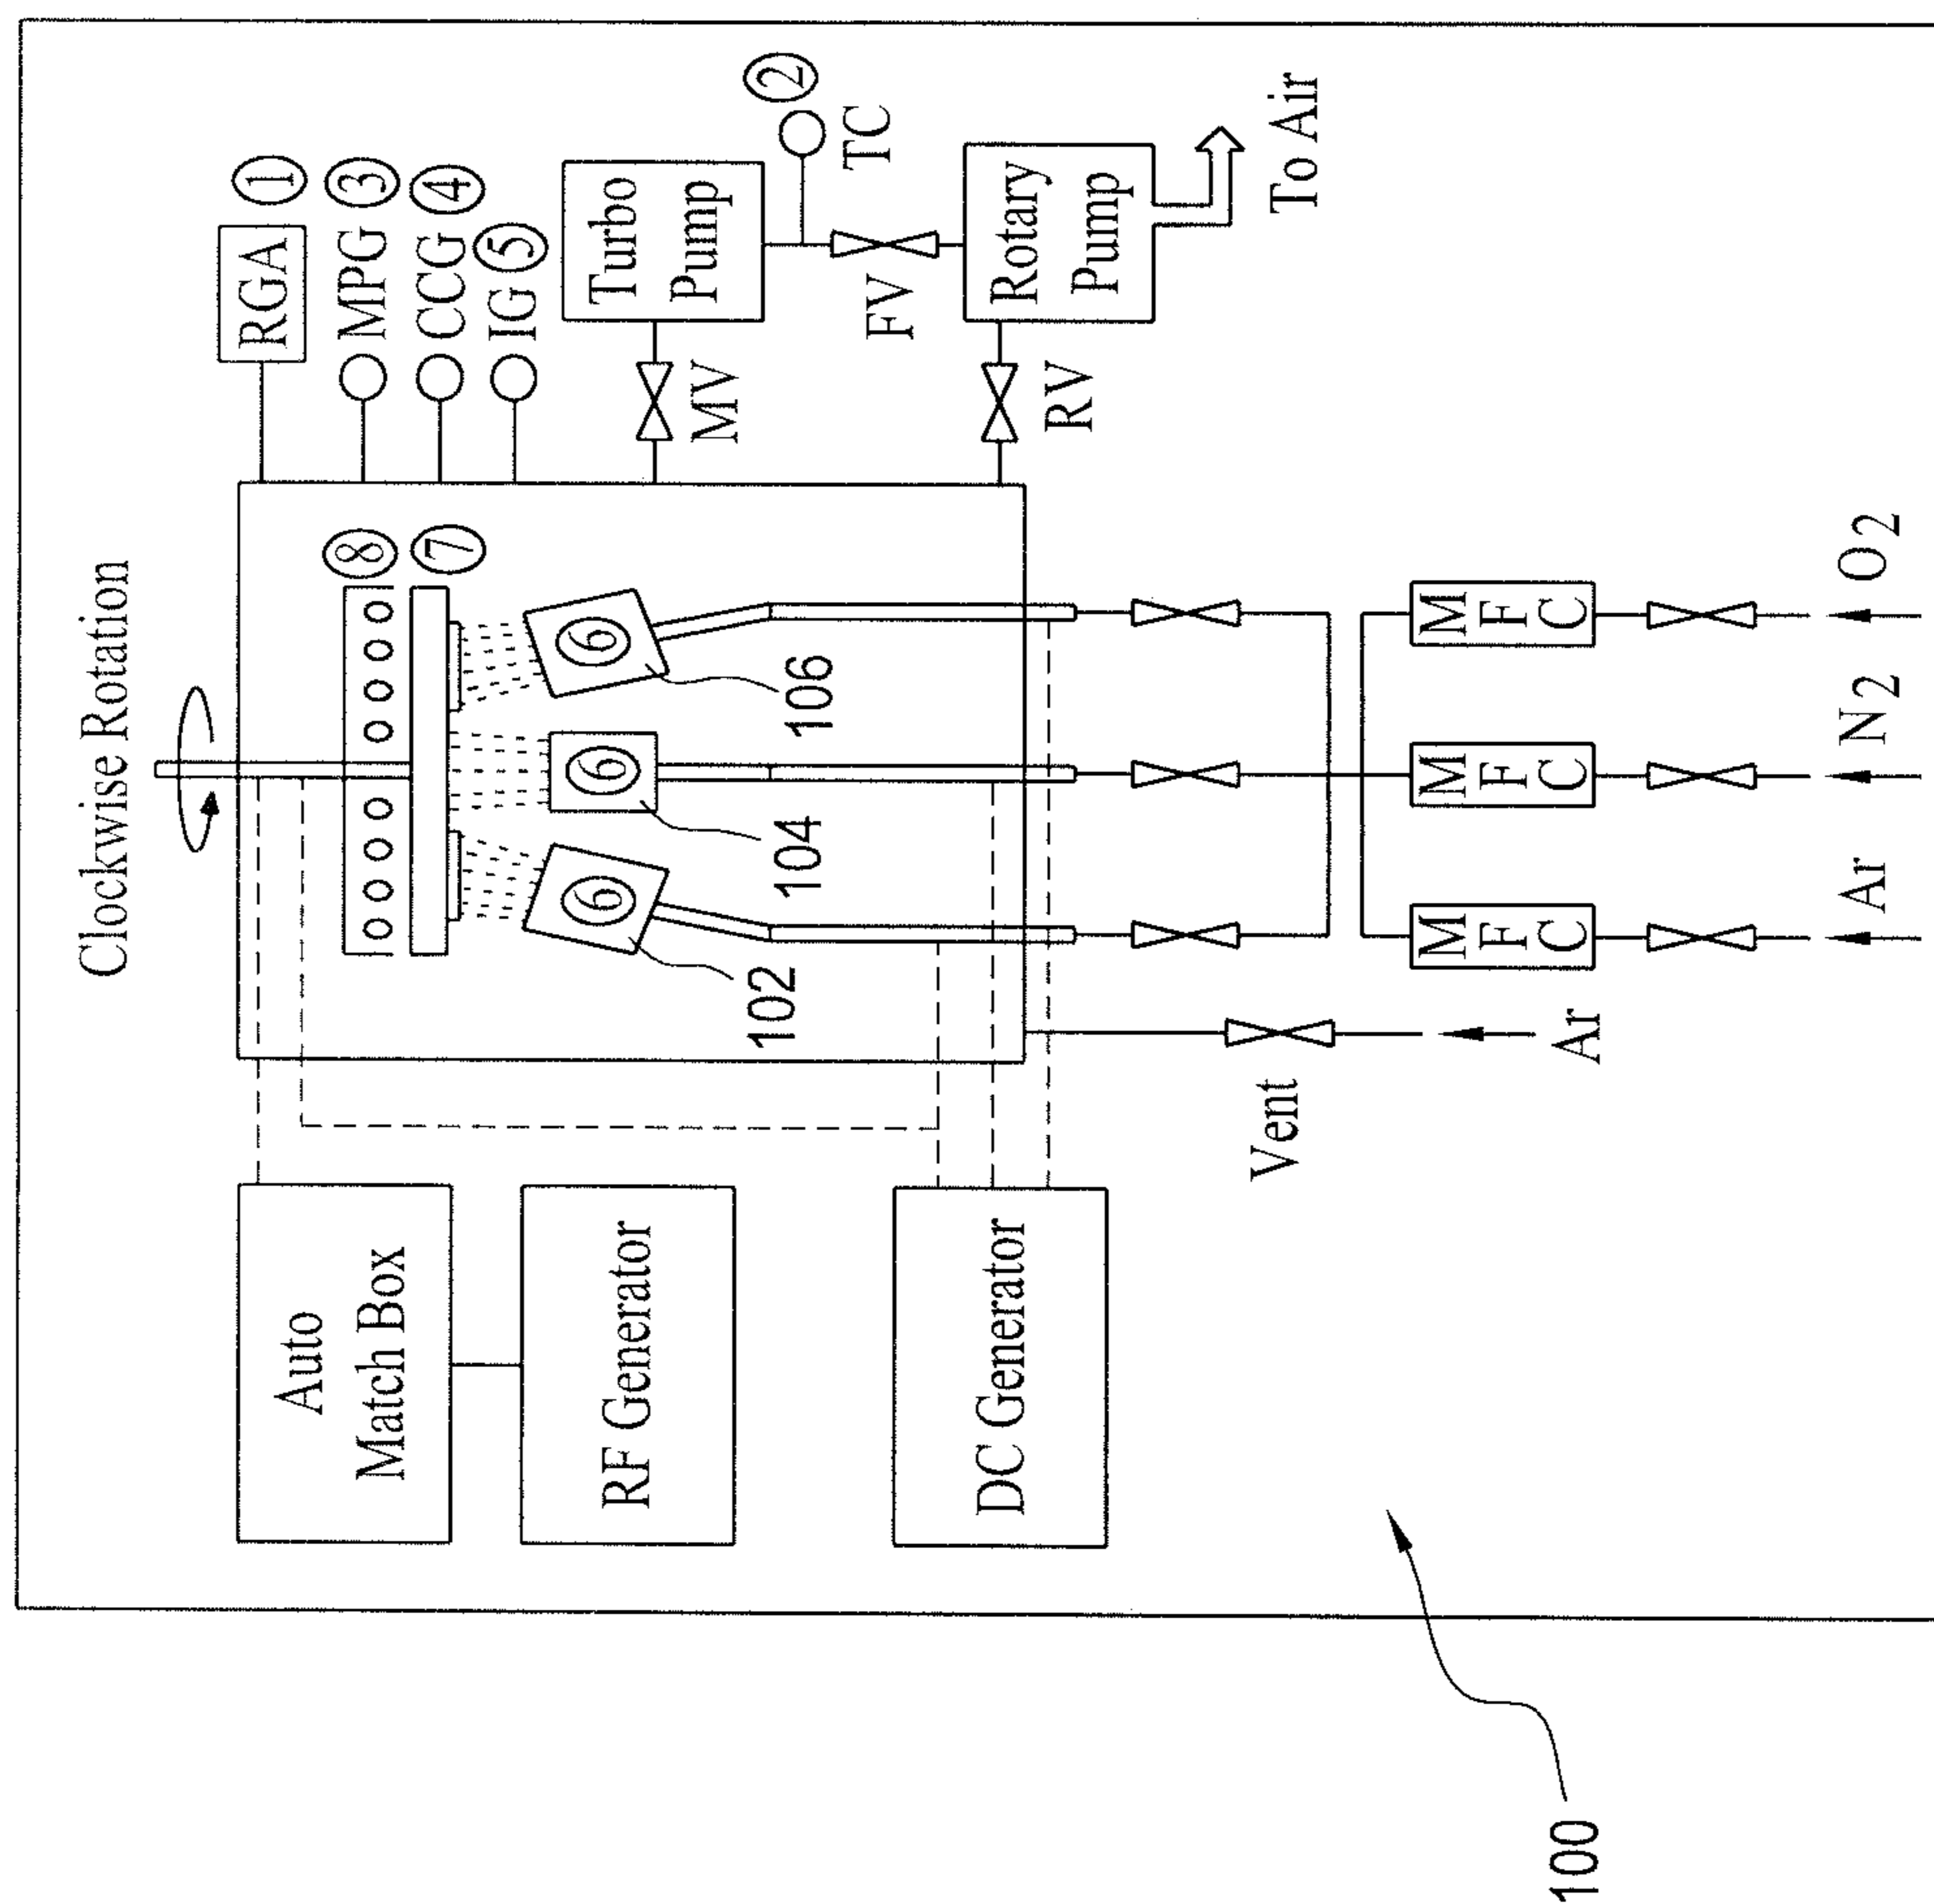 Clockwise Rotation
Auto
Match Box
RF Generator
DC Generator
⑧
⑦
⑥
⑥
⑥
102
104
106
RGA ①
MPG ③
CCG ④
IG ⑤
Turbo
Pump
② 
TC
MV
FV
Rotary
Pump
RV
To Air
Vent
Ar
M
F
C
M
F
C
M
F
C
Ar
N2
O2
100